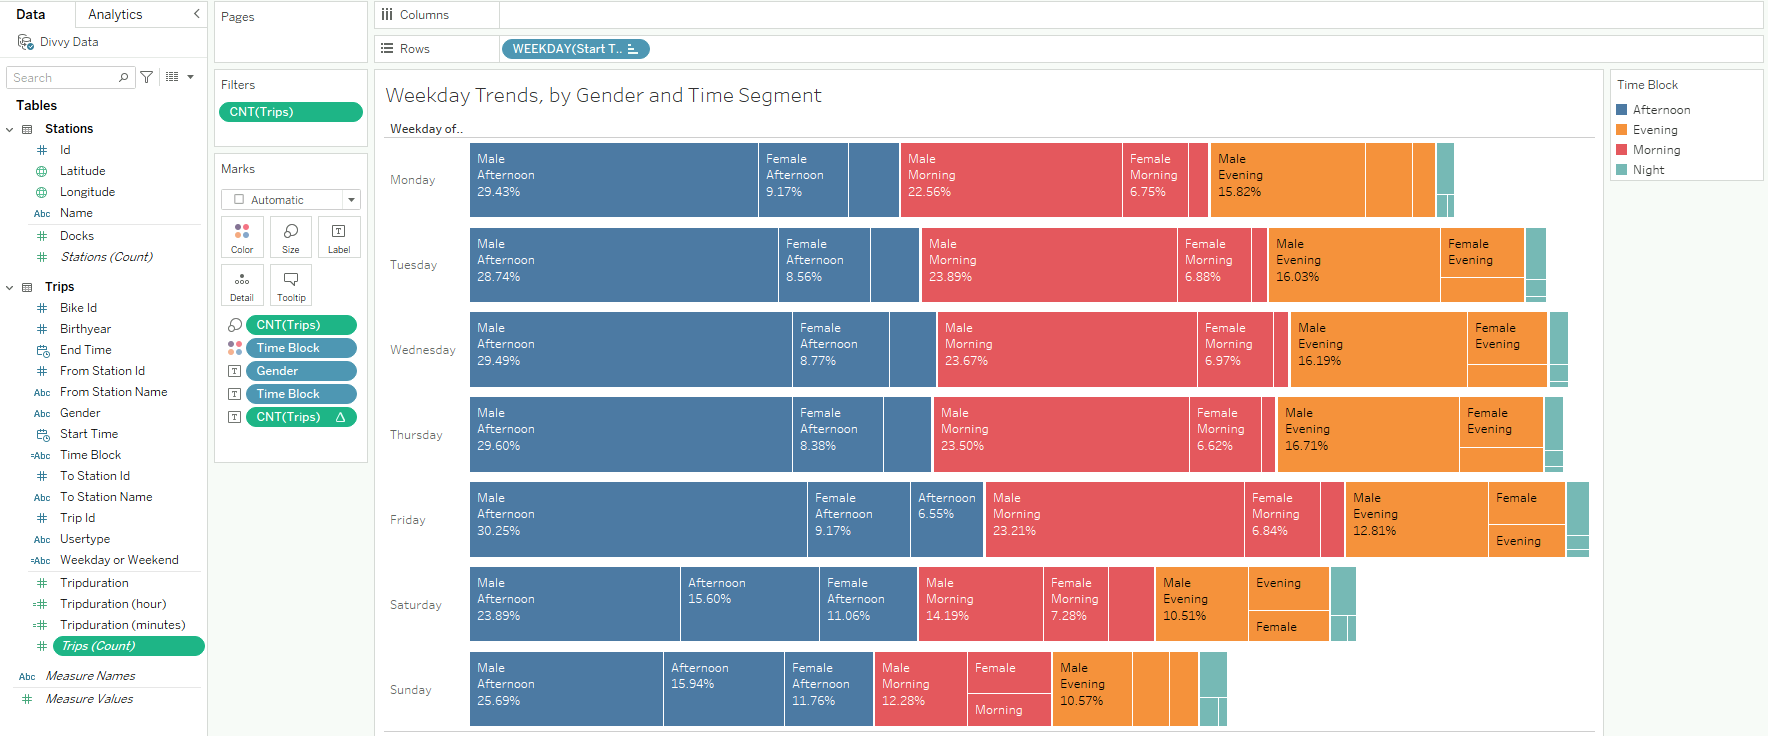 Data
Analytics
Divvy Data
Search
Tables
Stations
Id
Latitude
Longitude
Abc Name
Docks
Stations (Count)
Trips
Bike Id
Birthyear
End Time
From Station Id
Abc From Station Name
Abc Gender
Start Time
=Abc Time Block
To Station Id
Abc To Station Name
Abc Trip Id
Abc Usertype
=Abc Weekday or Weekend
Tripduration
Tripduration (hour)
Tripduration (minutes)
Trips (Count)
Abc Measure Names
Measure Values
Pages
Filters
CNT(Trips)
Marks
Automatic
Color
Size
Label
Detail
Tooltip
CNT(Trips)
Time Block
Gender
Time Block
CNT(Trips)
Columns
Rows
WEEKDAY(Start T..
Weekday Trends, by Gender and Time Segment
Weekday of..
Monday
Male
Afternoon
29.43%
Female
Afternoon
9.17%
Male
Morning
22.56%
Female
Morning
6.75%
Male
Evening
15.82%
Tuesday
Male
Afternoon
28.74%
Female
Afternoon
8.56%
Male
Morning
23.89%
Female
Morning
6.88%
Male
Evening
16.03%
Female
Evening
Wednesday
Male
Afternoon
29.49%
Female
Afternoon
8.77%
Male
Morning
23.67%
Female
Morning
6.97%
Male
Evening
16.19%
Female
Evening
Thursday
Male
Afternoon
29.60%
Female
Afternoon
8.38%
Male
Morning
23.50%
Female
Morning
6.62%
Male
Evening
16.71%
Female
Evening
Friday
Male
Afternoon
30.25%
Female
Afternoon
9.17%
Afternoon
6.55%
Male
Morning
23.21%
Female
Morning
6.84%
Male
Evening
12.81%
Female
Evening
Saturday
Male
Afternoon
23.89%
Afternoon
15.60%
Female
Afternoon
11.06%
Male
Morning
14.19%
Female
Morning
7.28%
Male
Evening
10.51%
Evening
Female
Sunday
Male
Afternoon
25.69%
Afternoon
15.94%
Female
Afternoon
11.76%
Male
Morning
12.28%
Female
Morning
Male
Evening
10.57%
Time Block
Afternoon
Evening
Morning
Night